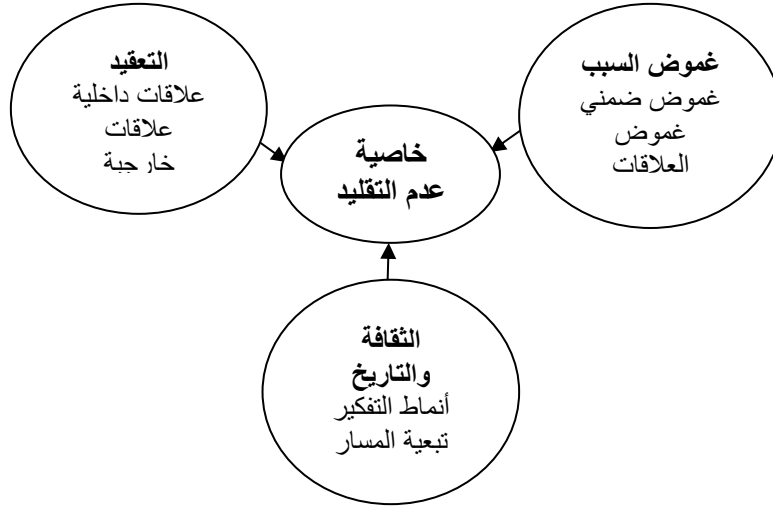 غموض السبب
غموض ضمني
غموض
العلاقات
التعقيد
علاقات داخلية
علاقات
خارجية
خاصية
عدم التقليد
الثقافة
والتاريخ
أنماط التفكير
تبعية المسار